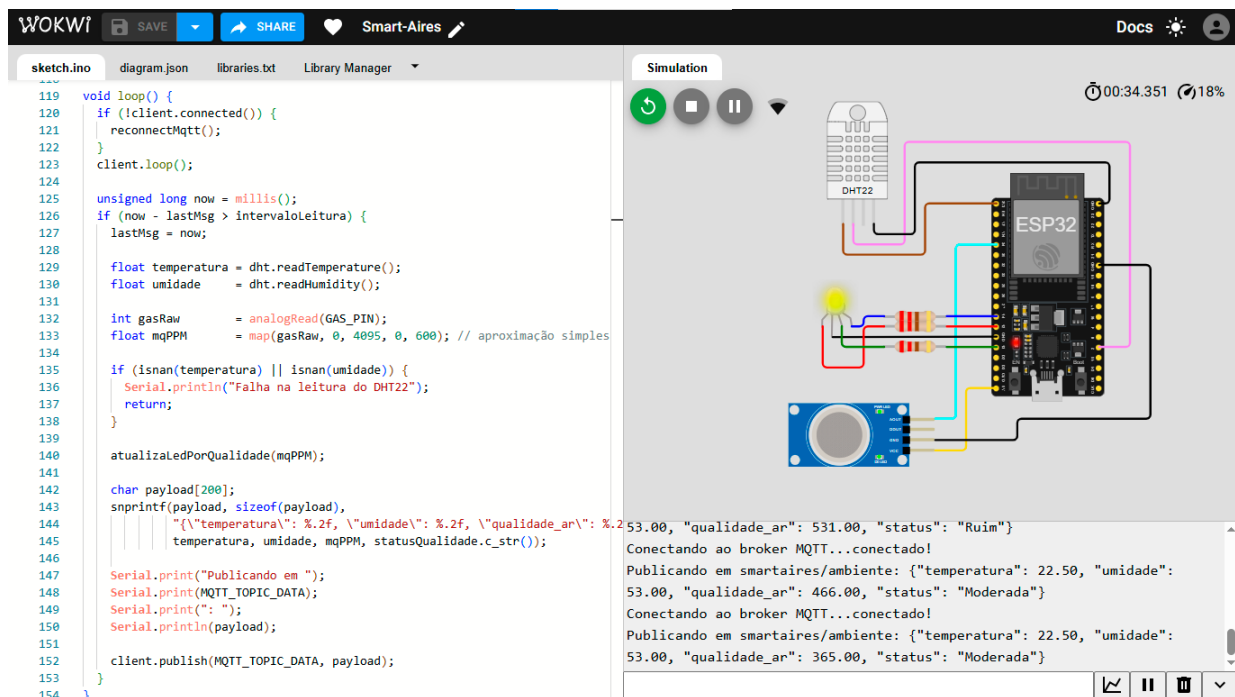 WOKWI SAVE SHARE Smart-Aires Docs
sketch.ino diagram.json libraries.txt Library Manager
Simulation
00:34.351 18%
119 void loop() {
120 if (!client.connected()) {
121 reconnectMqtt();
122 }
123 client.loop();
124
125 unsigned long now = millis();
126 if (now - lastMsg > intervaloLeitura) {
127 lastMsg = now;
128
129 float temperatura = dht.readTemperature();
130 float umidade     = dht.readHumidity();
131
132 int gasRaw        = analogRead(GAS_PIN);
133 float mqPPM       = map(gasRaw, 0, 4095, 0, 600); // aproximação simples
134
135 if (isnan(temperatura) || isnan(umidade)) {
136 Serial.println("Falha na leitura do DHT22");
137 return;
138 }
139
140 atualizaLedPorQualidade(mqPPM);
141
142 char payload[200];
143 snprintf(payload, sizeof(payload),
144 "{\"temperatura\": %.2f, \"umidade\": %.2f, \"qualidade_ar\": %.2
145 temperatura, umidade, mqPPM, statusQualidade.c_str());
146
147 Serial.print("Publicando em ");
148 Serial.print(MQTT_TOPIC_DATA);
149 Serial.print(": ");
150 Serial.println(payload);
151
152 client.publish(MQTT_TOPIC_DATA, payload);
153 }
154 }
DHT22
ESP32
53.00, "qualidade_ar": 531.00, "status": "Ruim"}
Conectando ao broker MQTT...conectado!
Publicando em smartaires/ambiente: {"temperatura": 22.50, "umidade":
53.00, "qualidade_ar": 466.00, "status": "Moderada"}
Conectando ao broker MQTT...conectado!
Publicando em smartaires/ambiente: {"temperatura": 22.50, "umidade":
53.00, "qualidade_ar": 365.00, "status": "Moderada"}